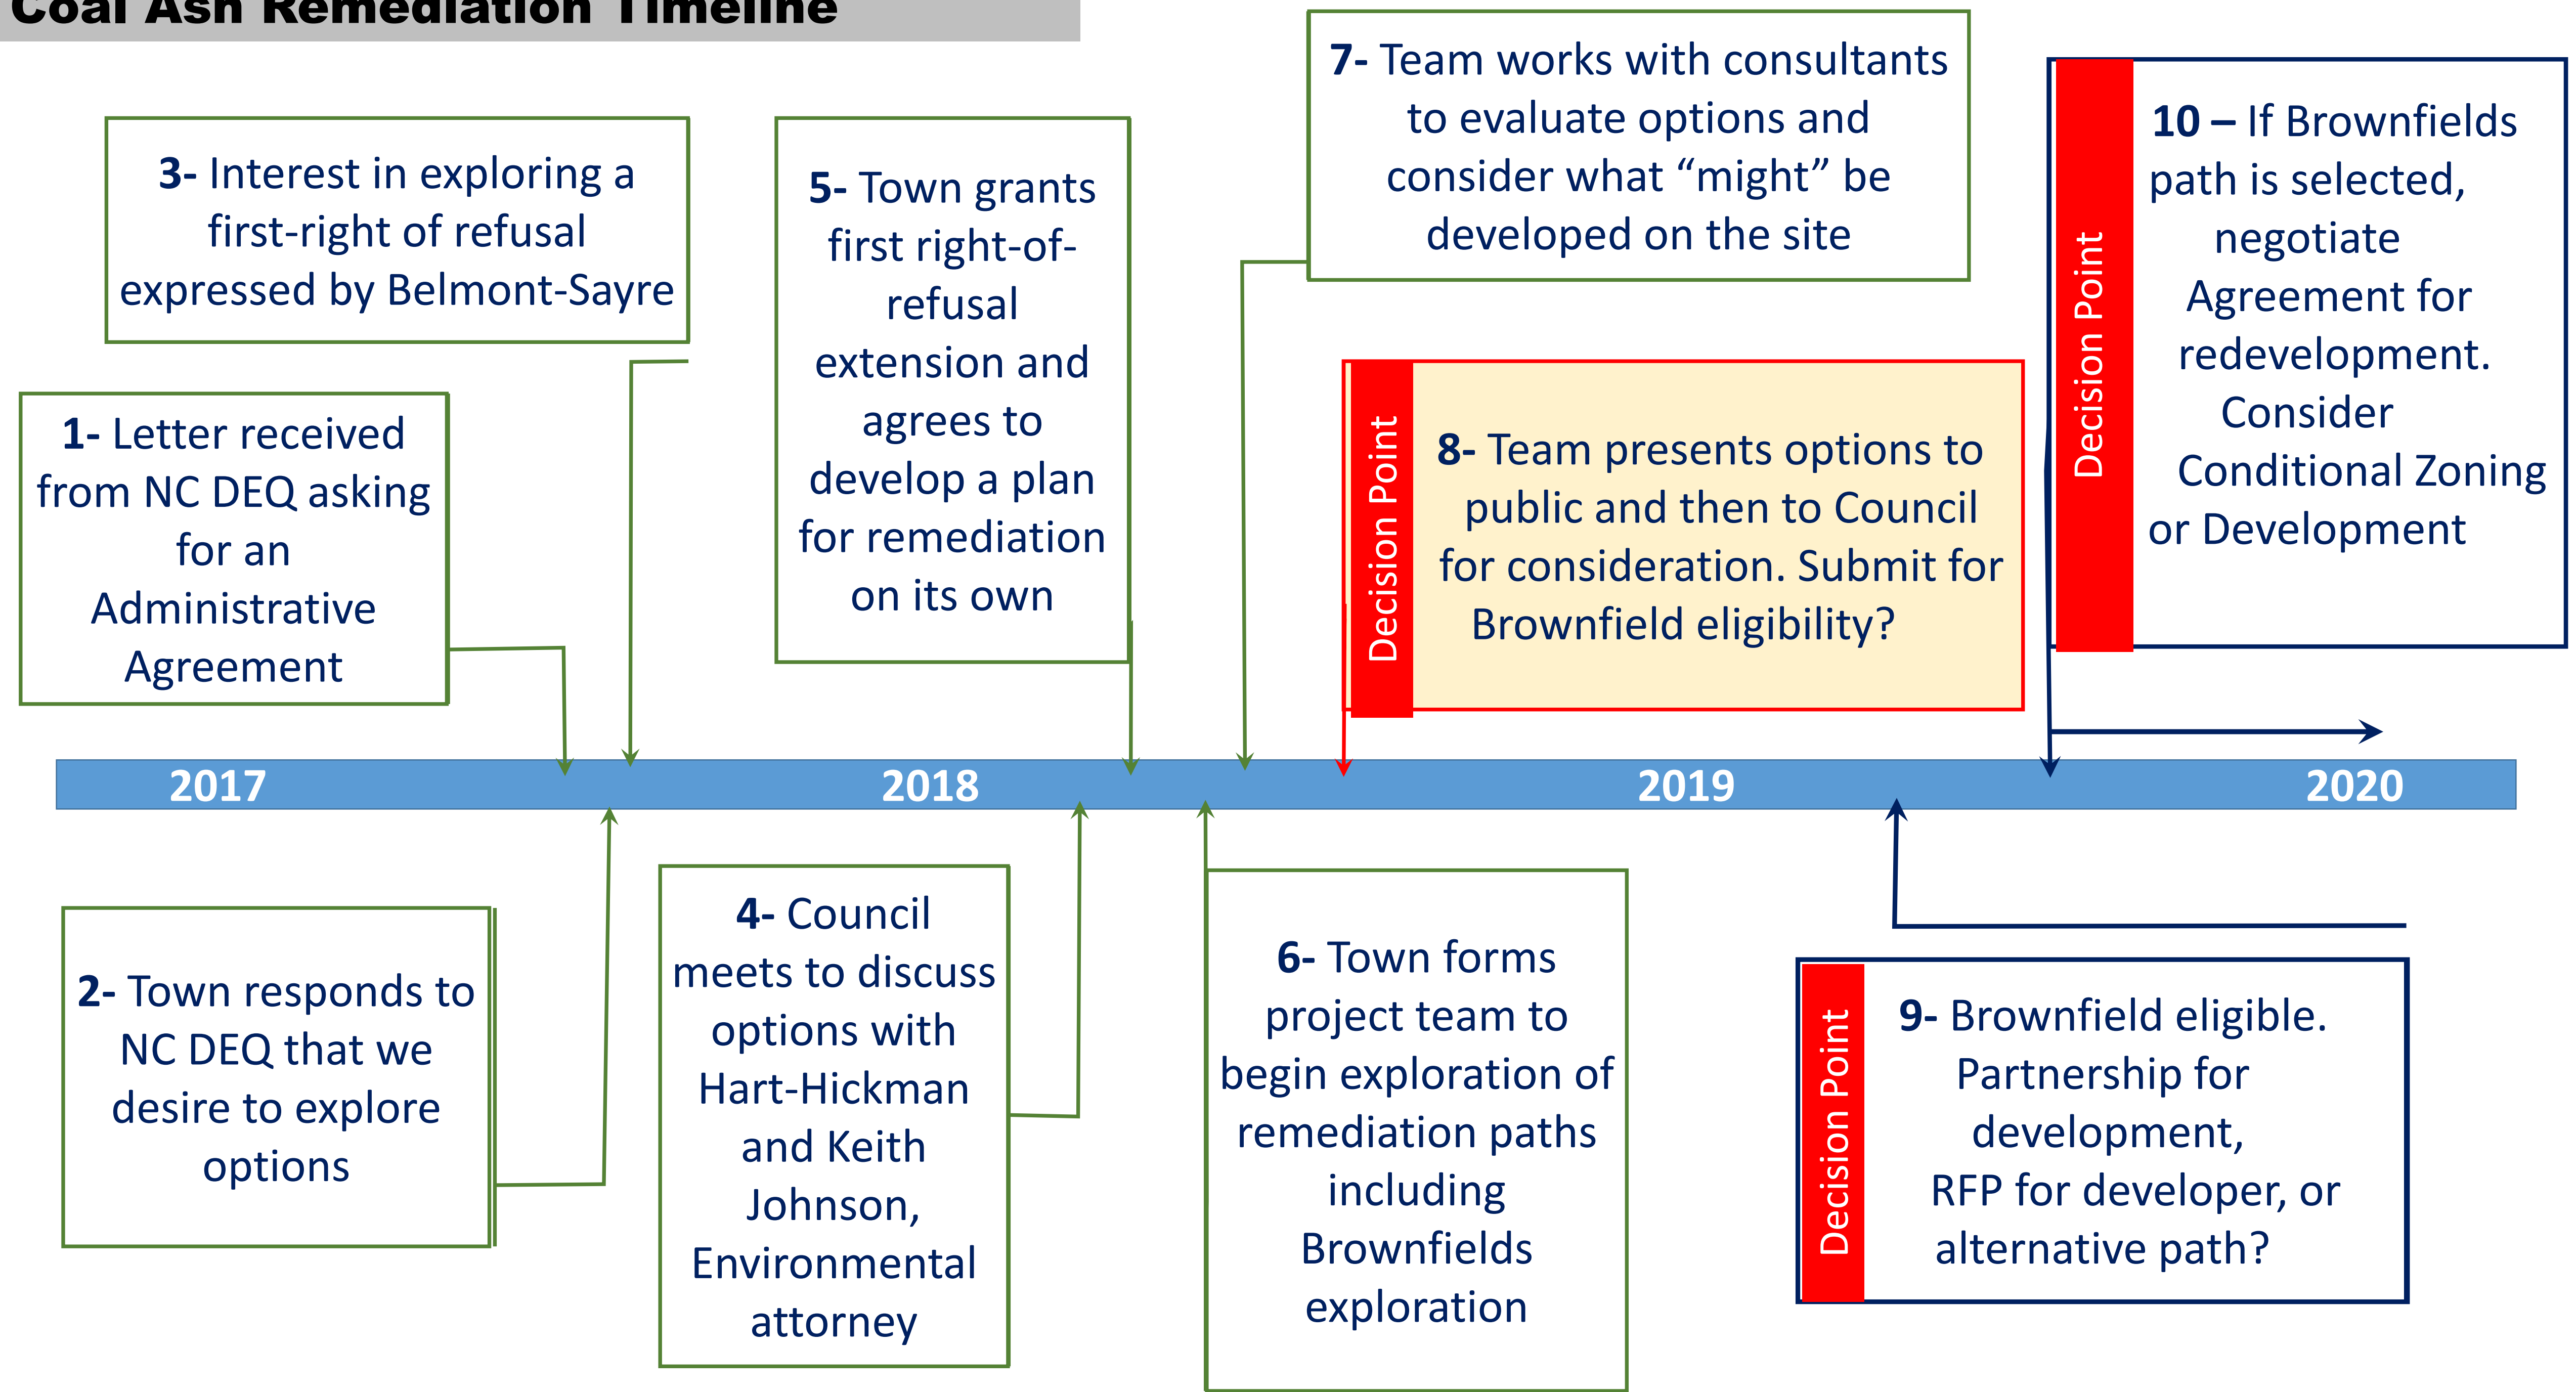 Coal Ash Remediation Timeline
1- Letter received
from NC DEQ asking
for an
Administrative
Agreement
2- Town responds to
NC DEQ that we
desire to explore
options
3- Interest in exploring a
first-right of refusal
expressed by Belmont-Sayre
4- Council
meets to discuss
options with
Hart-Hickman
and Keith
Johnson,
Environmental
attorney
5- Town grants
first right-of-
refusal
extension and
agrees to
develop a plan
for remediation
on its own
6- Town forms
project team to
begin exploration of
remediation paths
including
Brownfields
exploration
7- Team works with consultants
to evaluate options and
consider what “might” be
developed on the site
Decision Point
8- Team presents options to
public and then to Council
for consideration. Submit for
Brownfield eligibility?
Decision Point
9- Brownfield eligible.
Partnership for
development,
RFP for developer, or
alternative path?
Decision Point
10 – If Brownfields
path is selected,
negotiate
Agreement for
redevelopment.
Consider
Conditional Zoning
or Development
2017
2018
2019
2020